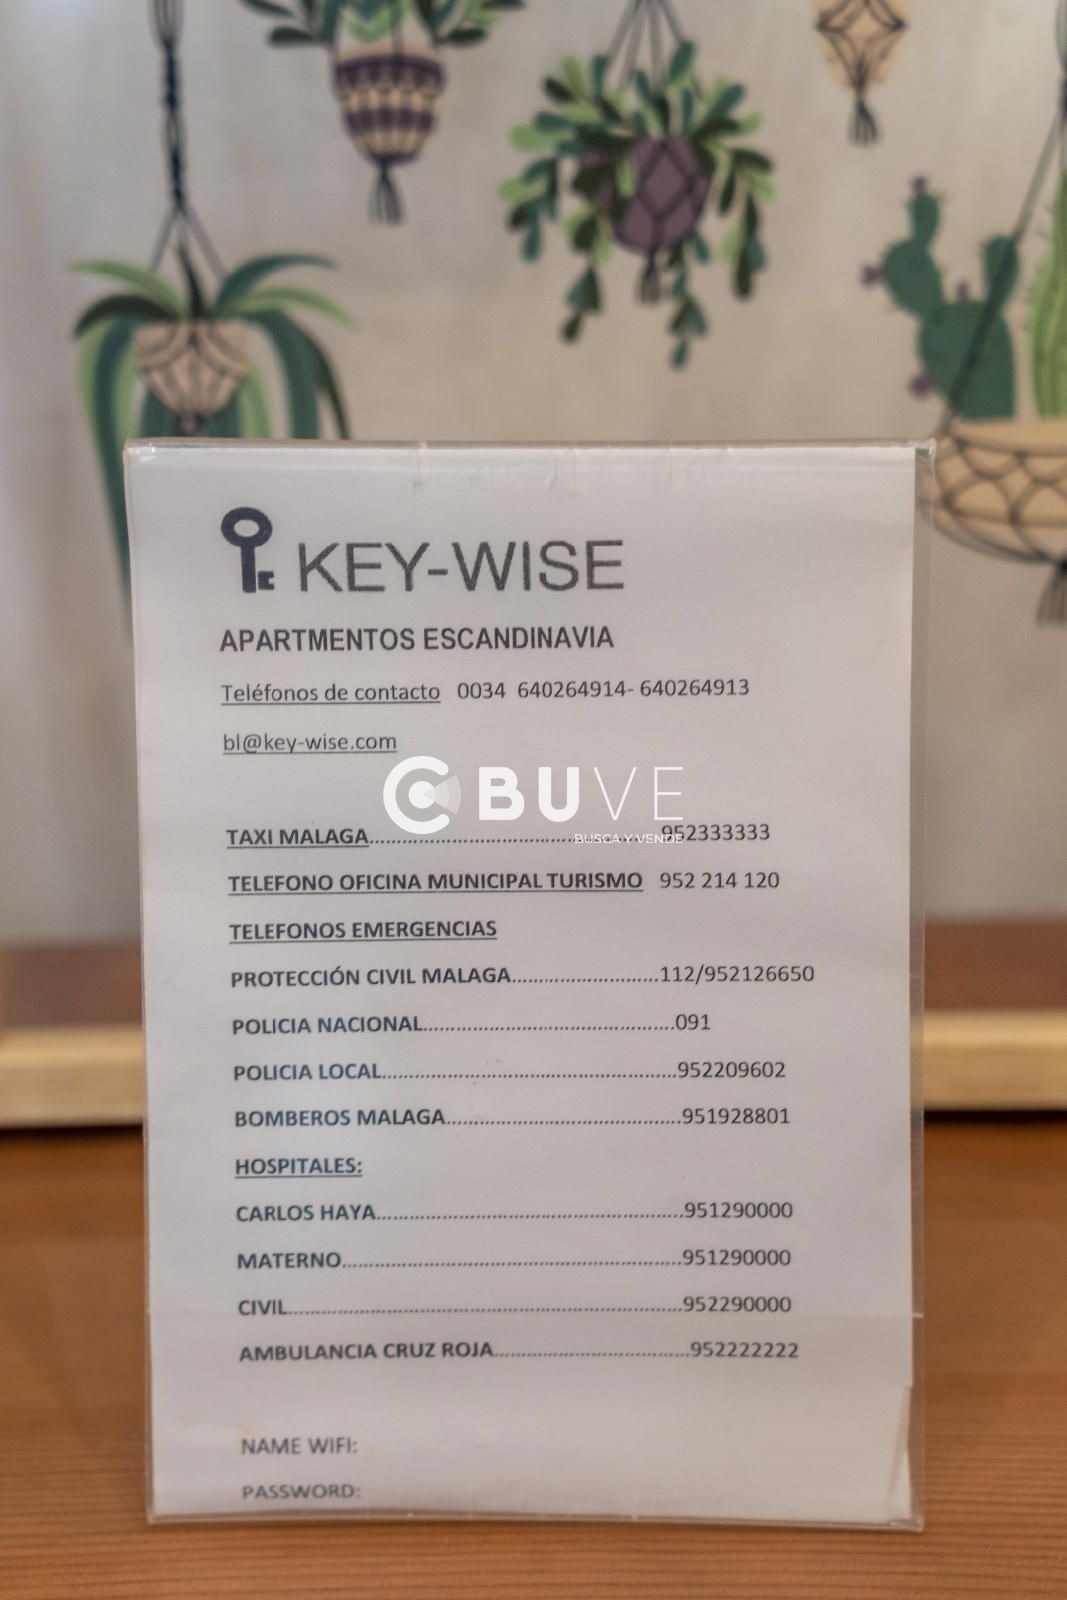 KEY-WISE
APARTMENTOS ESCANDINAVIA
Teléfonos de contacto 0034 640264914- 640264913
bl@key-wise.com
BUVE
BUSCA Y VENDE
TAXI MALAGA..............................................952333333
TELEFONO OFICINA MUNICIPAL TURISMO 952 214 120
TELEFONOS EMERGENCIAS
PROTECCIÓN CIVIL MALAGA...........................112/952126650
POLICIA NACIONAL..............................................091
POLICIA LOCAL......................................................952209602
BOMBEROS MALAGA...........................................951928801
HOSPITALES:
CARLOS HAYA........................................................951290000
MATERNO..............................................................951290000
CIVIL........................................................................952290000
AMBULANCIA CRUZ ROJA....................................952222222
NAME WIFI:
PASSWORD: